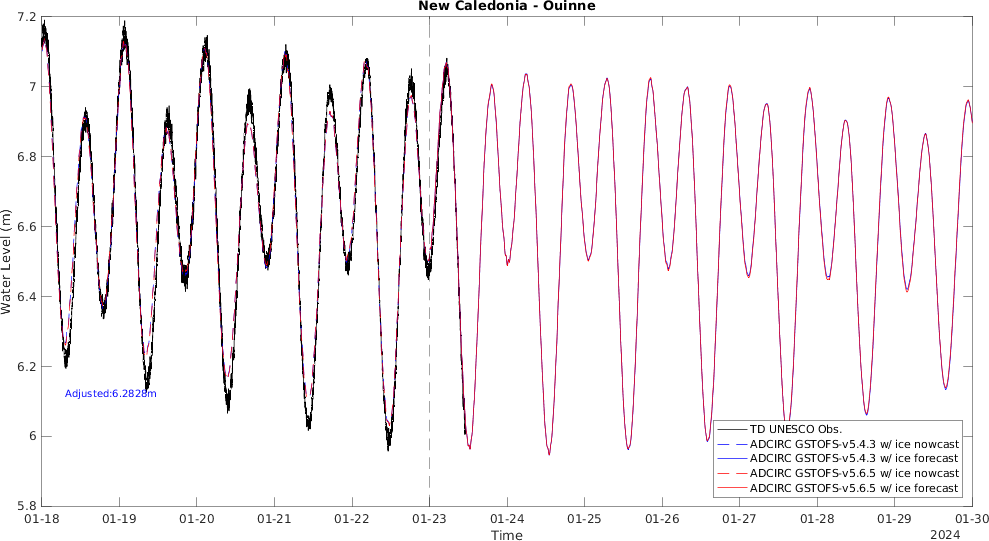 New Caledonia - Ouinne
7.2
7
6.8
6.6
6.4
6.2
6
5.8
Water Level (m)
Adjusted:6.2828m
TD UNESCO Obs.
ADCIRC GSTOFS-v5.4.3 w/ ice nowcast
ADCIRC GSTOFS-v5.4.3 w/ ice forecast
ADCIRC GSTOFS-v5.6.5 w/ ice nowcast
ADCIRC GSTOFS-v5.6.5 w/ ice forecast
01-18 01-19 01-20 01-21 01-22 01-23 01-24 01-25 01-26 01-27 01-28 01-29 01-30
Time
2024